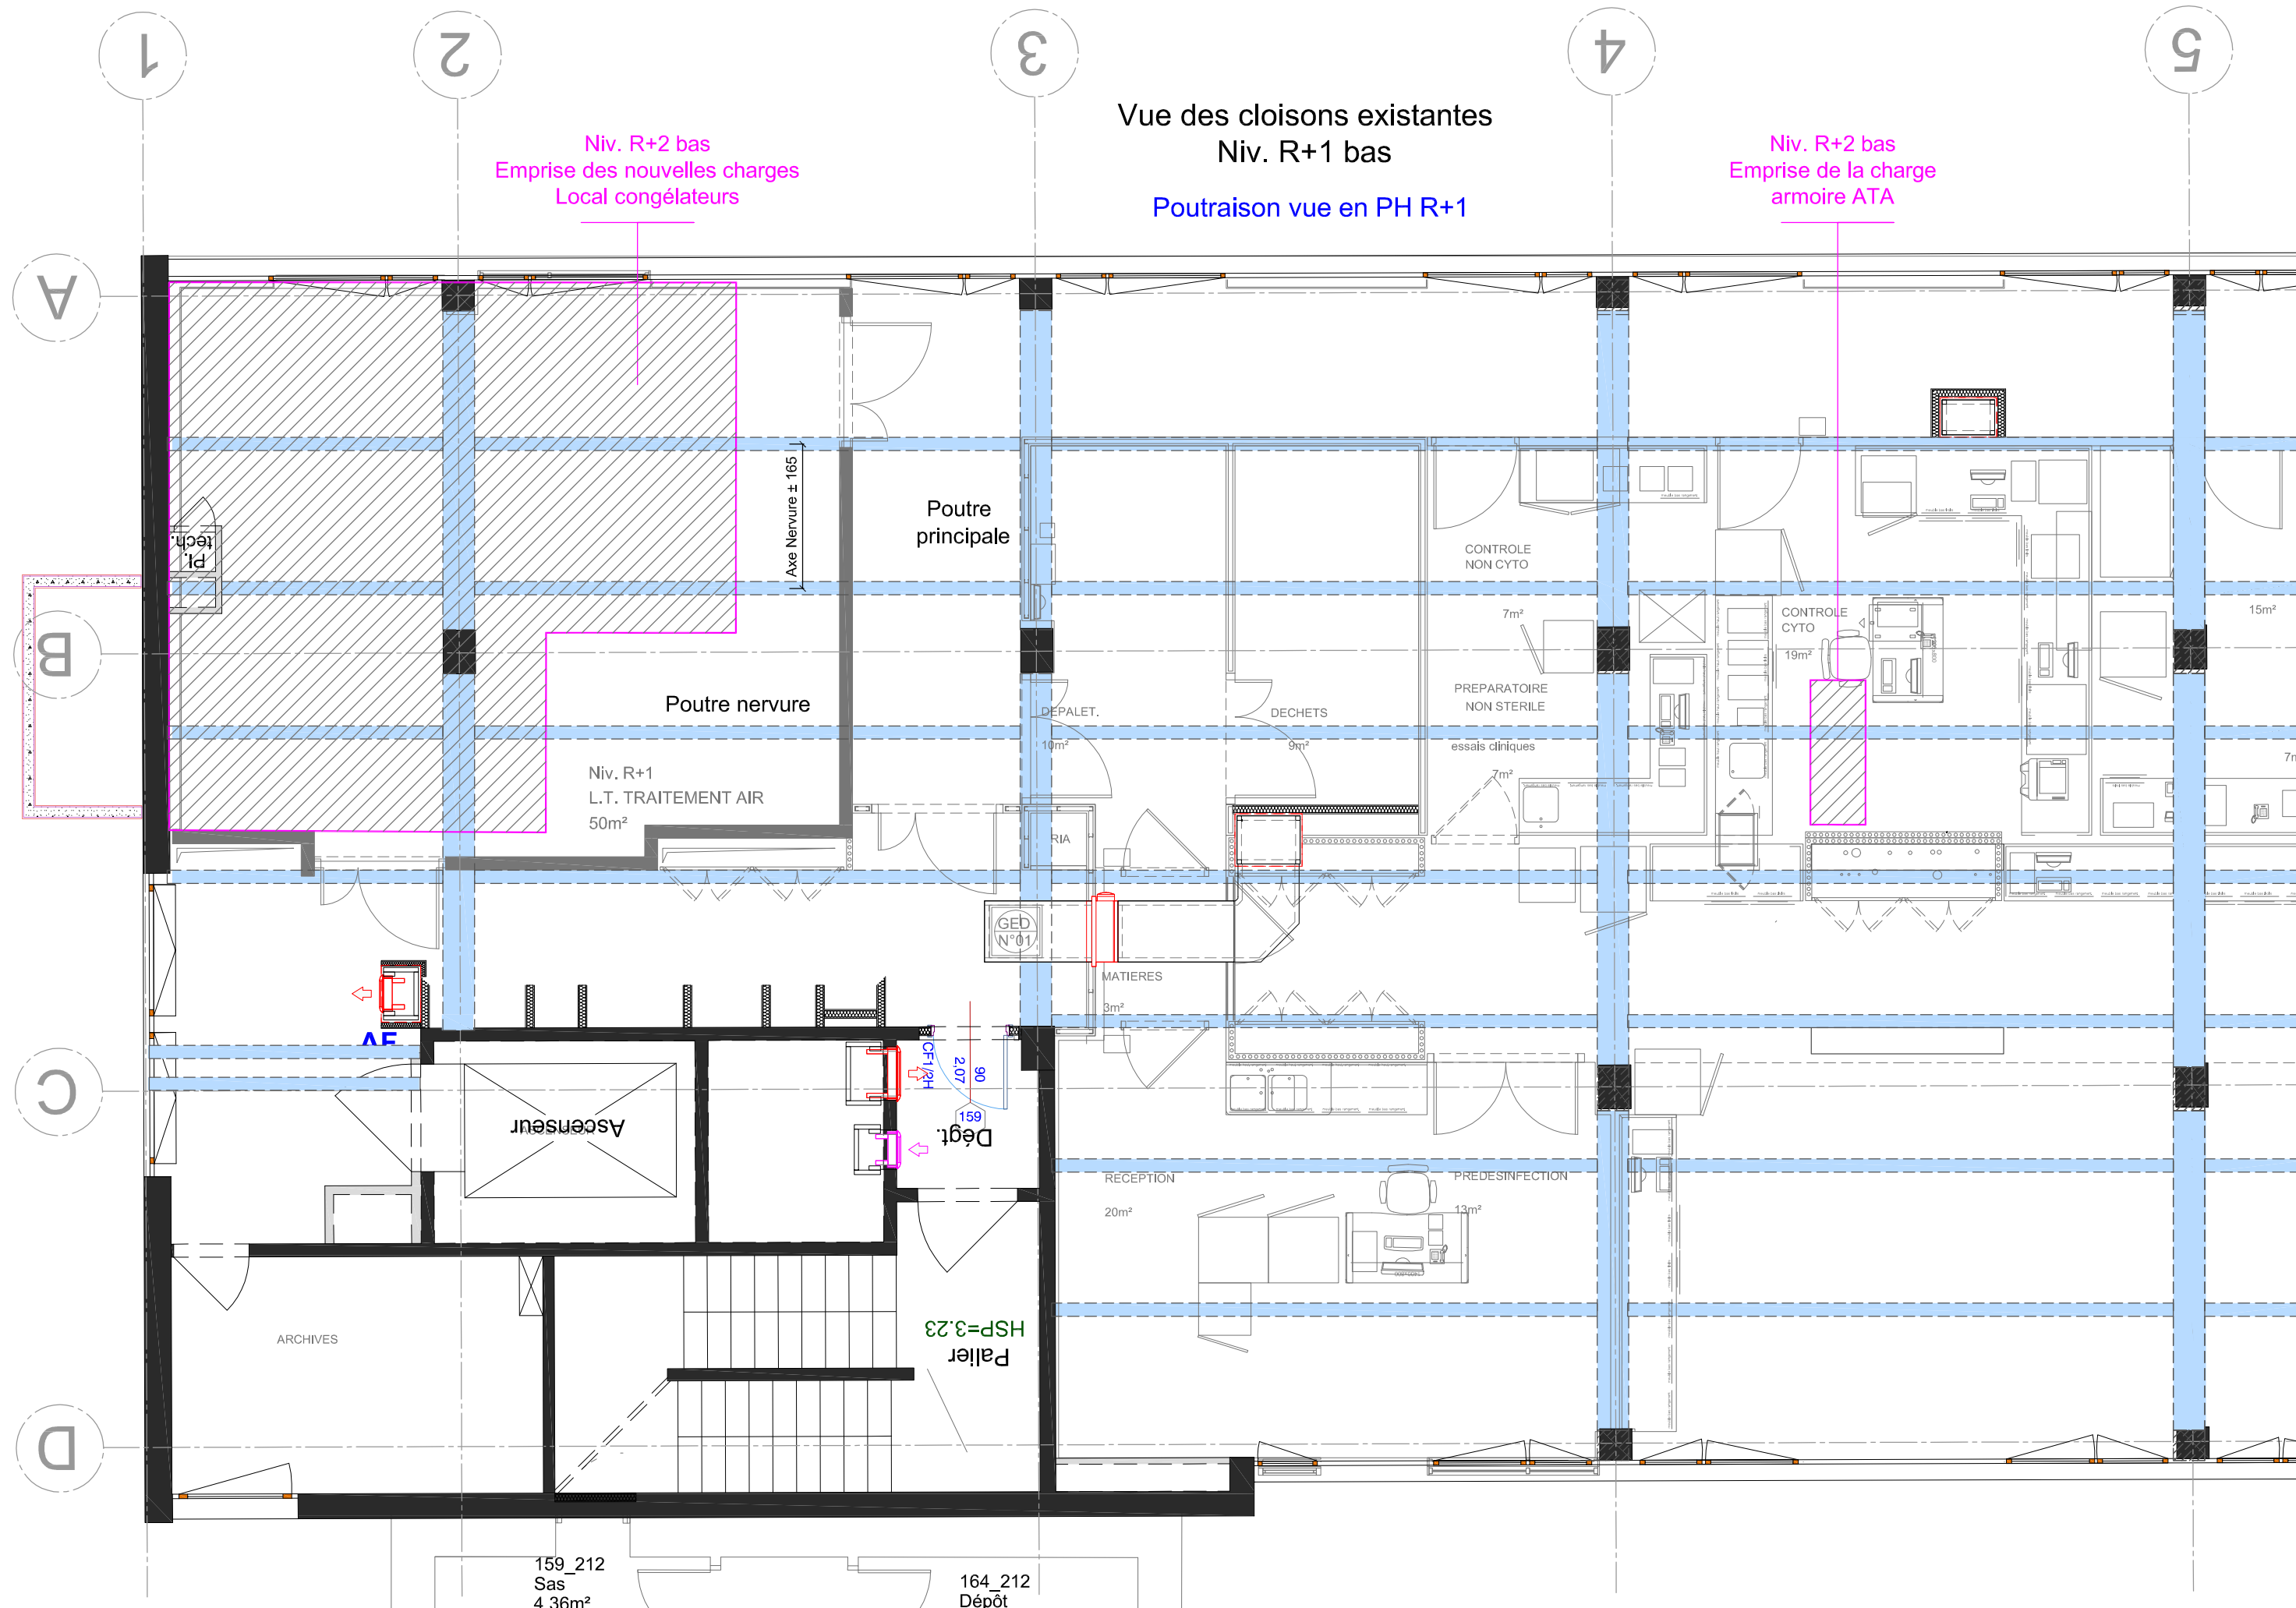 1
2
3
4
5
Vue des cloisons existantes
Niv. R+1 bas
Poutraison vue en PH R+1
Niv. R+2 bas
Emprise des nouvelles charges
Local congélateurs
Niv. R+2 bas
Emprise de la charge
armoire ATA
A
B
C
D
Axe Nervure ± 165
Poutre
principale
Pl.
tech.
CONTROLE
NON CYTO
7m²
CONTROLE
CYTO
19m²
15m²
Poutre nervure
DEPALET.
10m²
DECHETS
9m²
PREPARATOIRE
NON STERILE
essais cliniques
7m²
Niv. R+1
L.T. TRAITEMENT AIR
50m²
RIA
GED
N°01
MATIERES
3m²
CF1/2H
2,07
90
159
Dégt.
Ascenseur
ASCENSEUR
RECEPTION
20m²
PREDESINFECTION
13m²
ARCHIVES
HSP=3.23
Palier
159_212
Sas
4.36m²
164_212
Dépôt